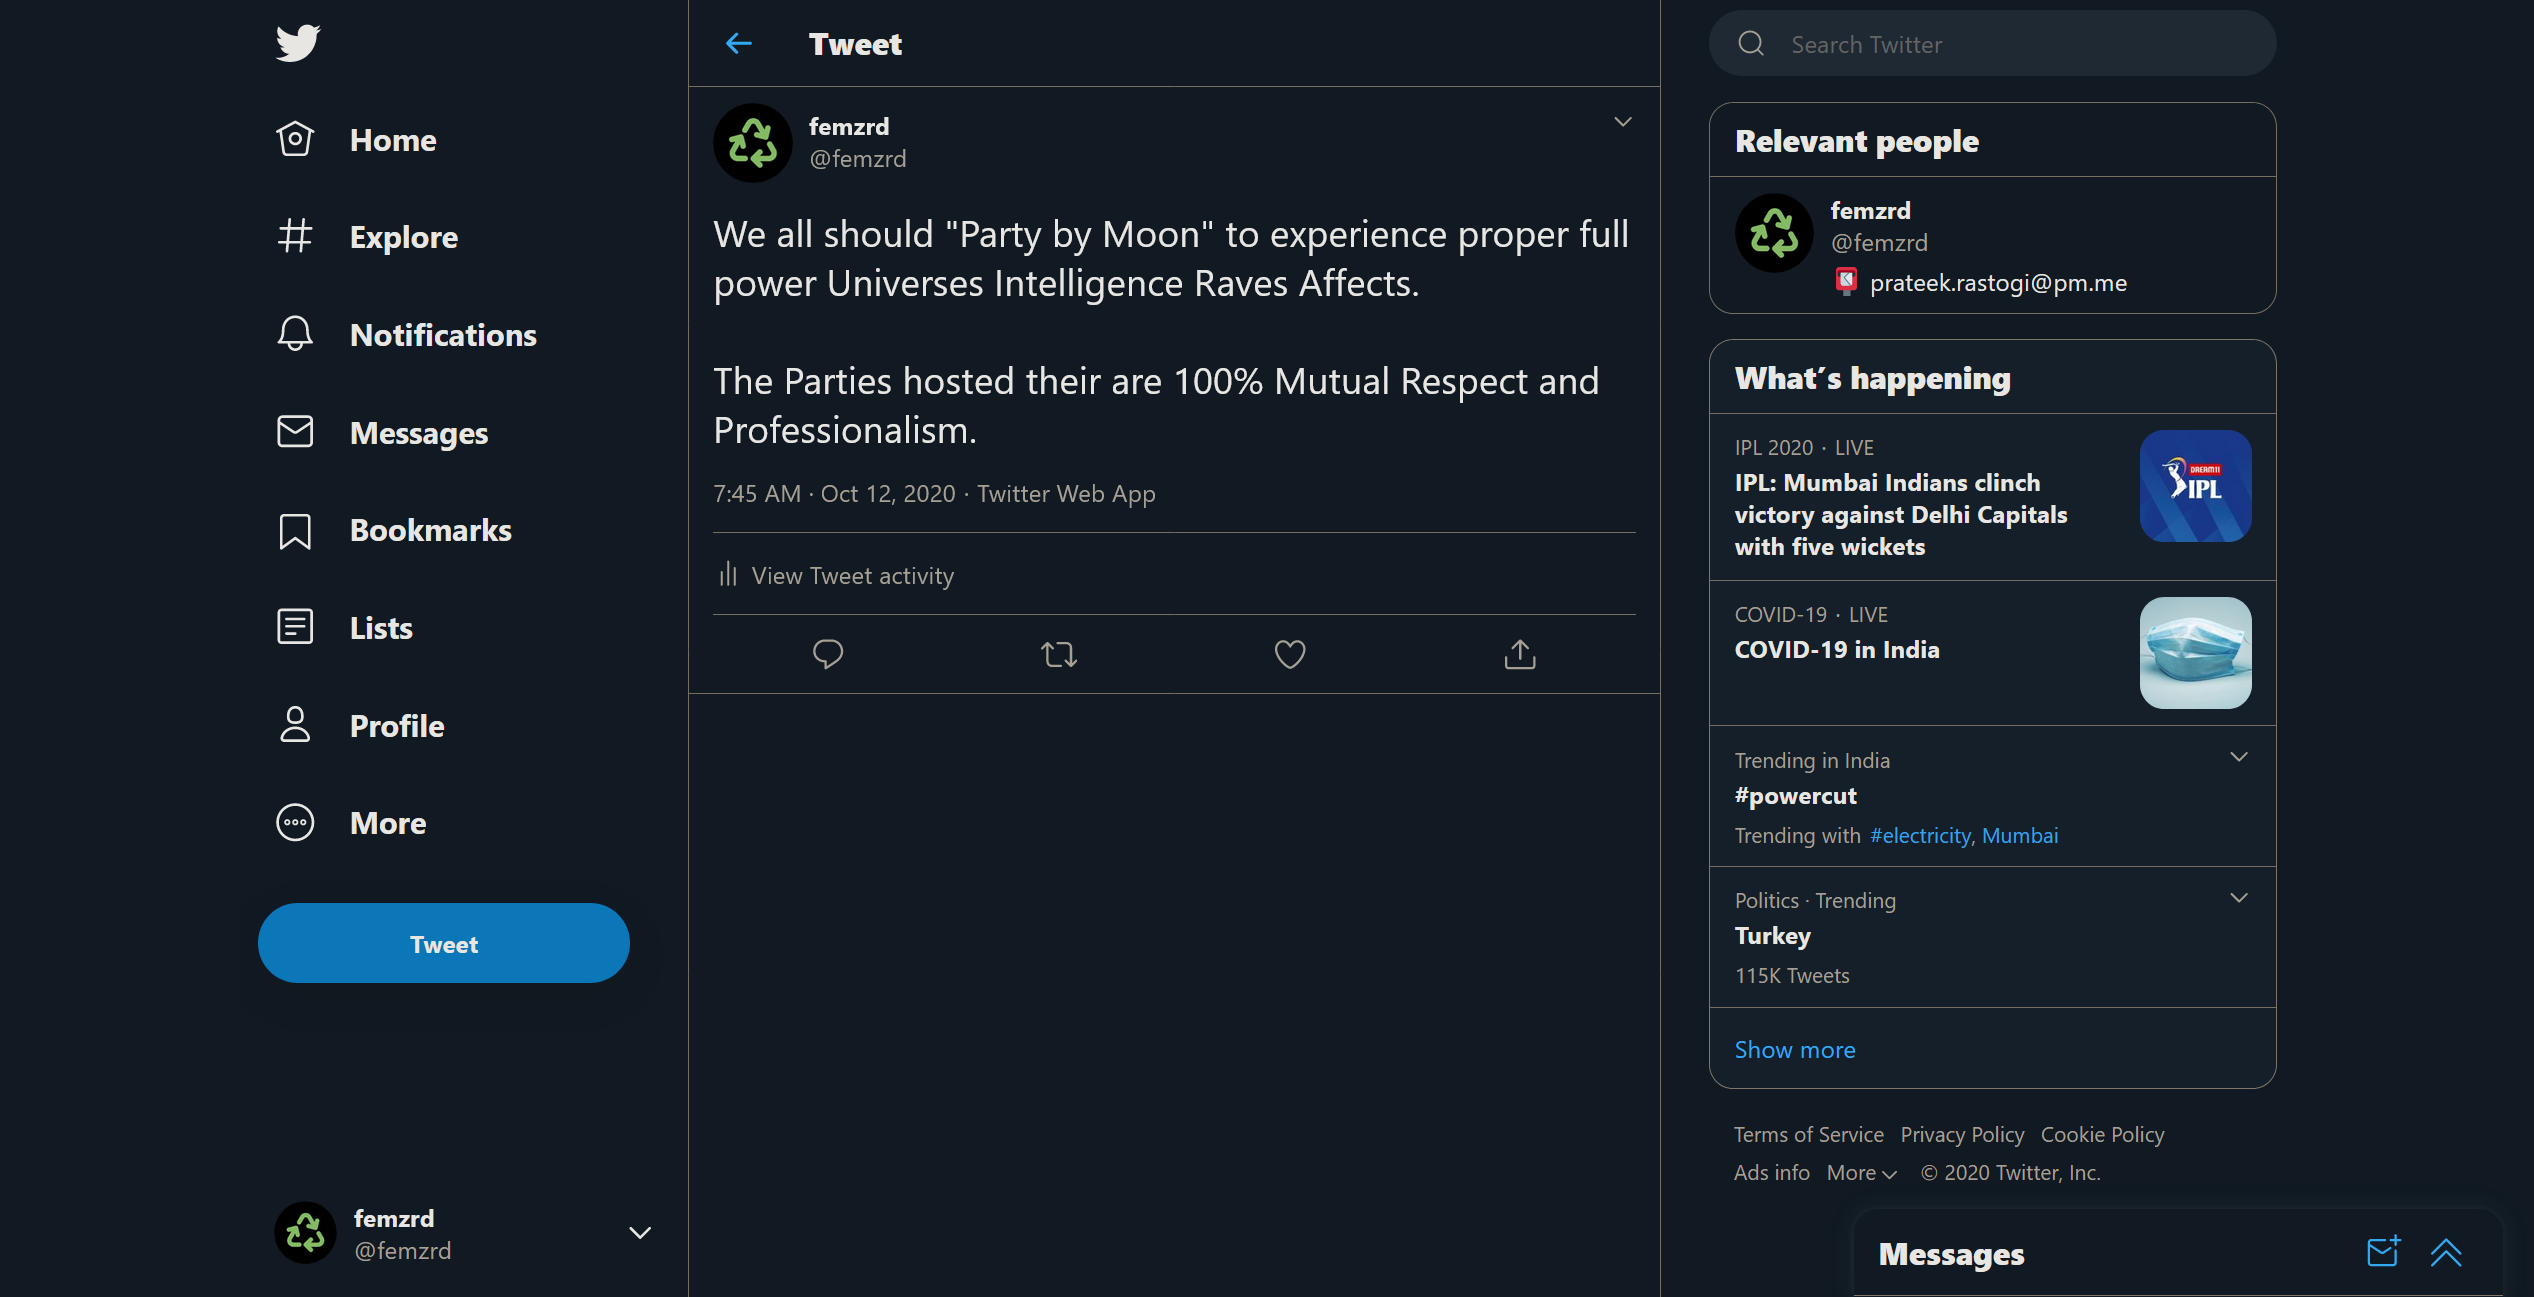 Home
Explore
Notifications
Messages
Bookmarks
Lists
Profile
More
Tweet
femzrd
@femzrd
Tweet
femzrd
@femzrd
We all should "Party by Moon" to experience proper full
power Universes Intelligence Raves Affects.
The Parties hosted their are 100% Mutual Respect and
Professionalism.
7:45 AM · Oct 12, 2020 · Twitter Web App
View Tweet activity
Search Twitter
Relevant people
femzrd
@femzrd
prateek.rastogi@pm.me
What's happening
IPL 2020 · LIVE
IPL: Mumbai Indians clinch
victory against Delhi Capitals
with five wickets
DREAM11
IPL
COVID-19 · LIVE
COVID-19 in India
Trending in India
#powercut
Trending with #electricity, Mumbai
Politics · Trending
Turkey
115K Tweets
Show more
Terms of Service Privacy Policy Cookie Policy
Ads info More © 2020 Twitter, Inc.
Messages